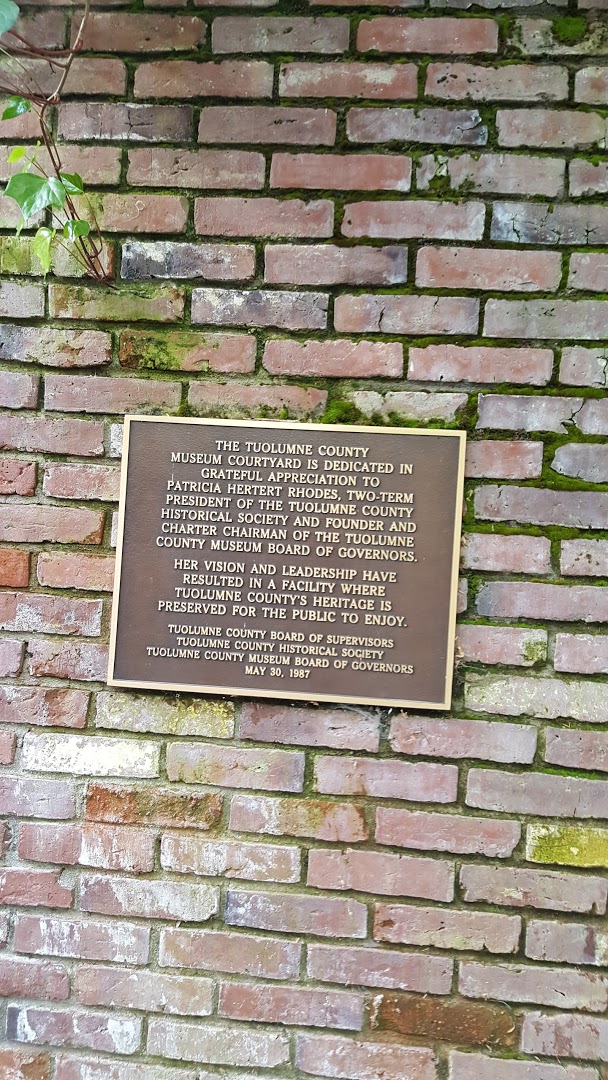 THE TUOLUMNE COUNTY
MUSEUM COURTYARD IS DEDICATED IN
GRATEFUL APPRECIATION TO
PATRICIA HERTERT RHODES, TWO-TERM
PRESIDENT OF THE TUOLUMNE COUNTY
HISTORICAL SOCIETY AND FOUNDER AND
CHARTER CHAIRMAN OF THE TUOLUMNE
COUNTY MUSEUM BOARD OF GOVERNORS.
HER VISION AND LEADERSHIP HAVE
RESULTED IN A FACILITY WHERE
TUOLUMNE COUNTY'S HERITAGE IS
PRESERVED FOR THE PUBLIC TO ENJOY.
TUOLUMNE COUNTY BOARD OF SUPERVISORS
TUOLUMNE COUNTY HISTORICAL SOCIETY
TUOLUMNE COUNTY MUSEUM BOARD OF GOVERNORS
MAY 30, 1987